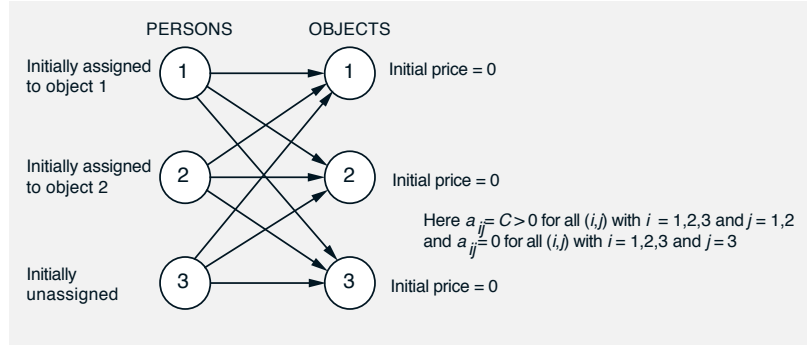 PERSONS OBJECTS
Initially assigned
to object 1
1
1
Initial price = 0
Initially assigned
to object 2
2
2
Initial price = 0
Here a ij = C > 0 for all (i,j) with i = 1,2,3 and j = 1,2
and a ij = 0 for all (i,j) with i = 1,2,3 and j = 3
Initially
unassigned
3
3
Initial price = 0